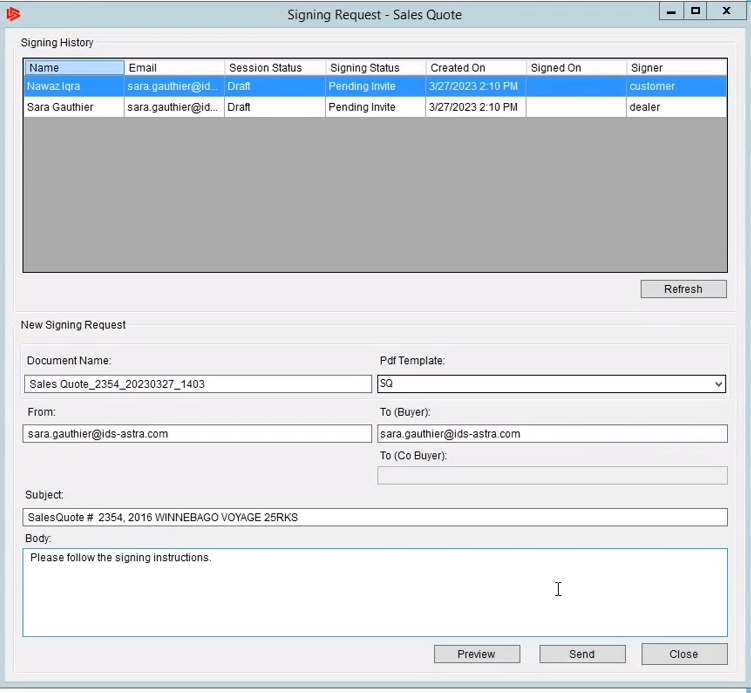 Signing Request - Sales Quote
Signing History
Name Email Session Status Signing Status Created On Signed On Signer
Nawaz Iqra sara.gauthier@id... Draft Pending Invite 3/27/2023 2:10 PM customer
Sara Gauthier sara.gauthier@id... Draft Pending Invite 3/27/2023 2:10 PM dealer
Refresh
New Signing Request
Document Name: Pdf Template:
Sales Quote_2354_20230327_1403 SQ
From: To (Buyer):
sara.gauthier@ids-astra.com sara.gauthier@ids-astra.com
To (Co Buyer):
Subject:
SalesQuote # 2354, 2016 WINNEBAGO VOYAGE 25RKS
Body:
Please follow the signing instructions.
Preview Send Close